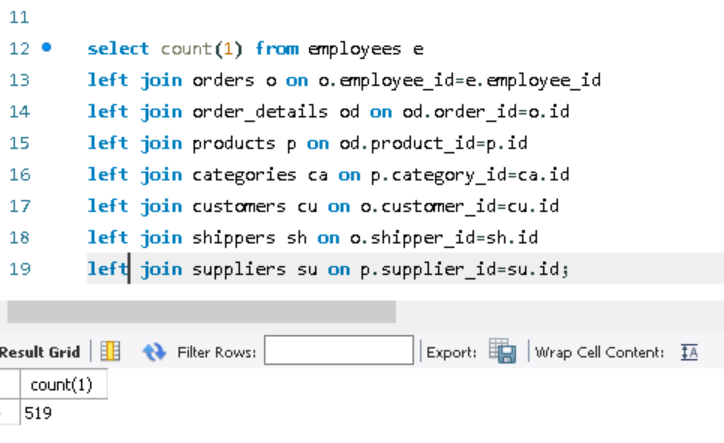 11
12 select count(1) from employees e
13 left join orders o on o.employee_id=e.employee_id
14 left join order_details od on od.order_id=o.id
15 left join products p on od.product_id=p.id
16 left join categories ca on p.category_id=ca.id
17 left join customers cu on o.customer_id=cu.id
18 left join shippers sh on o.shipper_id=sh.id
19 left join suppliers su on p.supplier_id=su.id;
Result Grid Filter Rows: Export: Wrap Cell Content: IA
count(1)
519